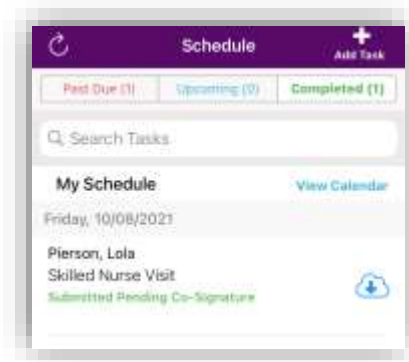 Schedule
Add Task
Past Due (1)
Upcoming (0)
Completed (1)
Search Tasks
My Schedule
View Calendar
Friday, 10/08/2021
Pierson, Lola
Skilled Nurse Visit
Submitted Pending Co-Signature